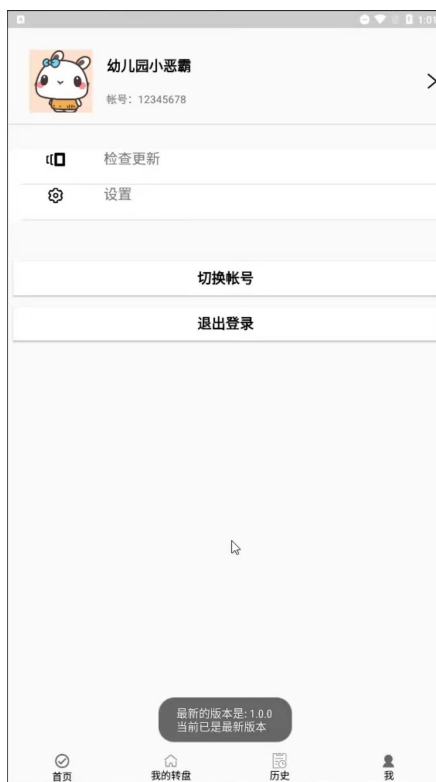 1:01
幼儿园小恶霸
帐号：12345678
检查更新
设置
切换帐号
退出登录
最新的版本是: 1.0.0
当前已是最新版本
首页
我的转盘
历史
我